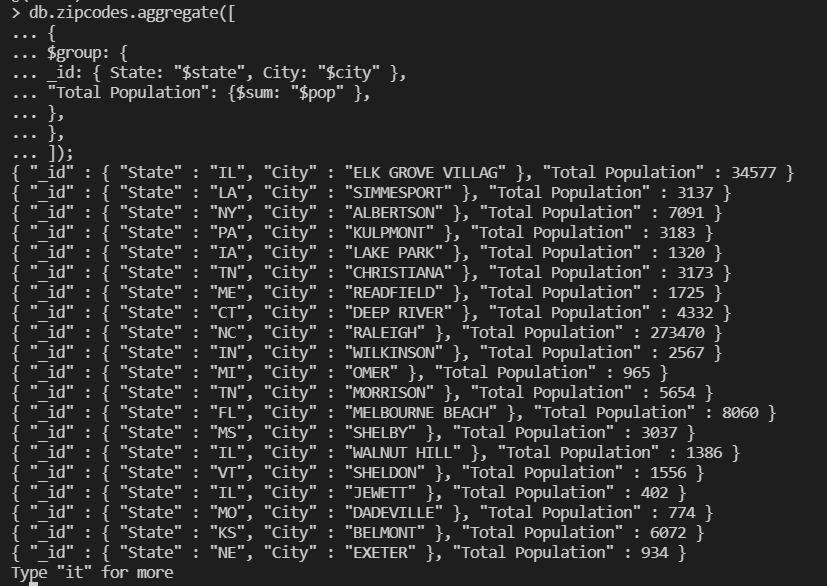 > db.zipcodes.aggregate([
... {
... $group: {
... _id: { State: "$state", City: "$city" },
... "Total Population": {$sum: "$pop" },
... },
... },
... ]);
{ "_id" : { "State" : "IL", "City" : "ELK GROVE VILLAG" }, "Total Population" : 34577 }
{ "_id" : { "State" : "LA", "City" : "SIMMESPORT" }, "Total Population" : 3137 }
{ "_id" : { "State" : "NY", "City" : "ALBERTSON" }, "Total Population" : 7091 }
{ "_id" : { "State" : "PA", "City" : "KULPMONT" }, "Total Population" : 3183 }
{ "_id" : { "State" : "IA", "City" : "LAKE PARK" }, "Total Population" : 1320 }
{ "_id" : { "State" : "TN", "City" : "CHRISTIANA" }, "Total Population" : 3173 }
{ "_id" : { "State" : "ME", "City" : "READFIELD" }, "Total Population" : 1725 }
{ "_id" : { "State" : "CT", "City" : "DEEP RIVER" }, "Total Population" : 4332 }
{ "_id" : { "State" : "NC", "City" : "RALEIGH" }, "Total Population" : 273470 }
{ "_id" : { "State" : "IN", "City" : "WILKINSON" }, "Total Population" : 2567 }
{ "_id" : { "State" : "MI", "City" : "OMER" }, "Total Population" : 965 }
{ "_id" : { "State" : "TN", "City" : "MORRISON" }, "Total Population" : 5654 }
{ "_id" : { "State" : "FL", "City" : "MELBOURNE BEACH" }, "Total Population" : 8060 }
{ "_id" : { "State" : "MS", "City" : "SHELBY" }, "Total Population" : 3037 }
{ "_id" : { "State" : "IL", "City" : "WALNUT HILL" }, "Total Population" : 1386 }
{ "_id" : { "State" : "VT", "City" : "SHELDON" }, "Total Population" : 1556 }
{ "_id" : { "State" : "IL", "City" : "JEWETT" }, "Total Population" : 402 }
{ "_id" : { "State" : "MO", "City" : "DADEVILLE" }, "Total Population" : 774 }
{ "_id" : { "State" : "KS", "City" : "BELMONT" }, "Total Population" : 6072 }
{ "_id" : { "State" : "NE", "City" : "EXETER" }, "Total Population" : 934 }
Type "it" for more